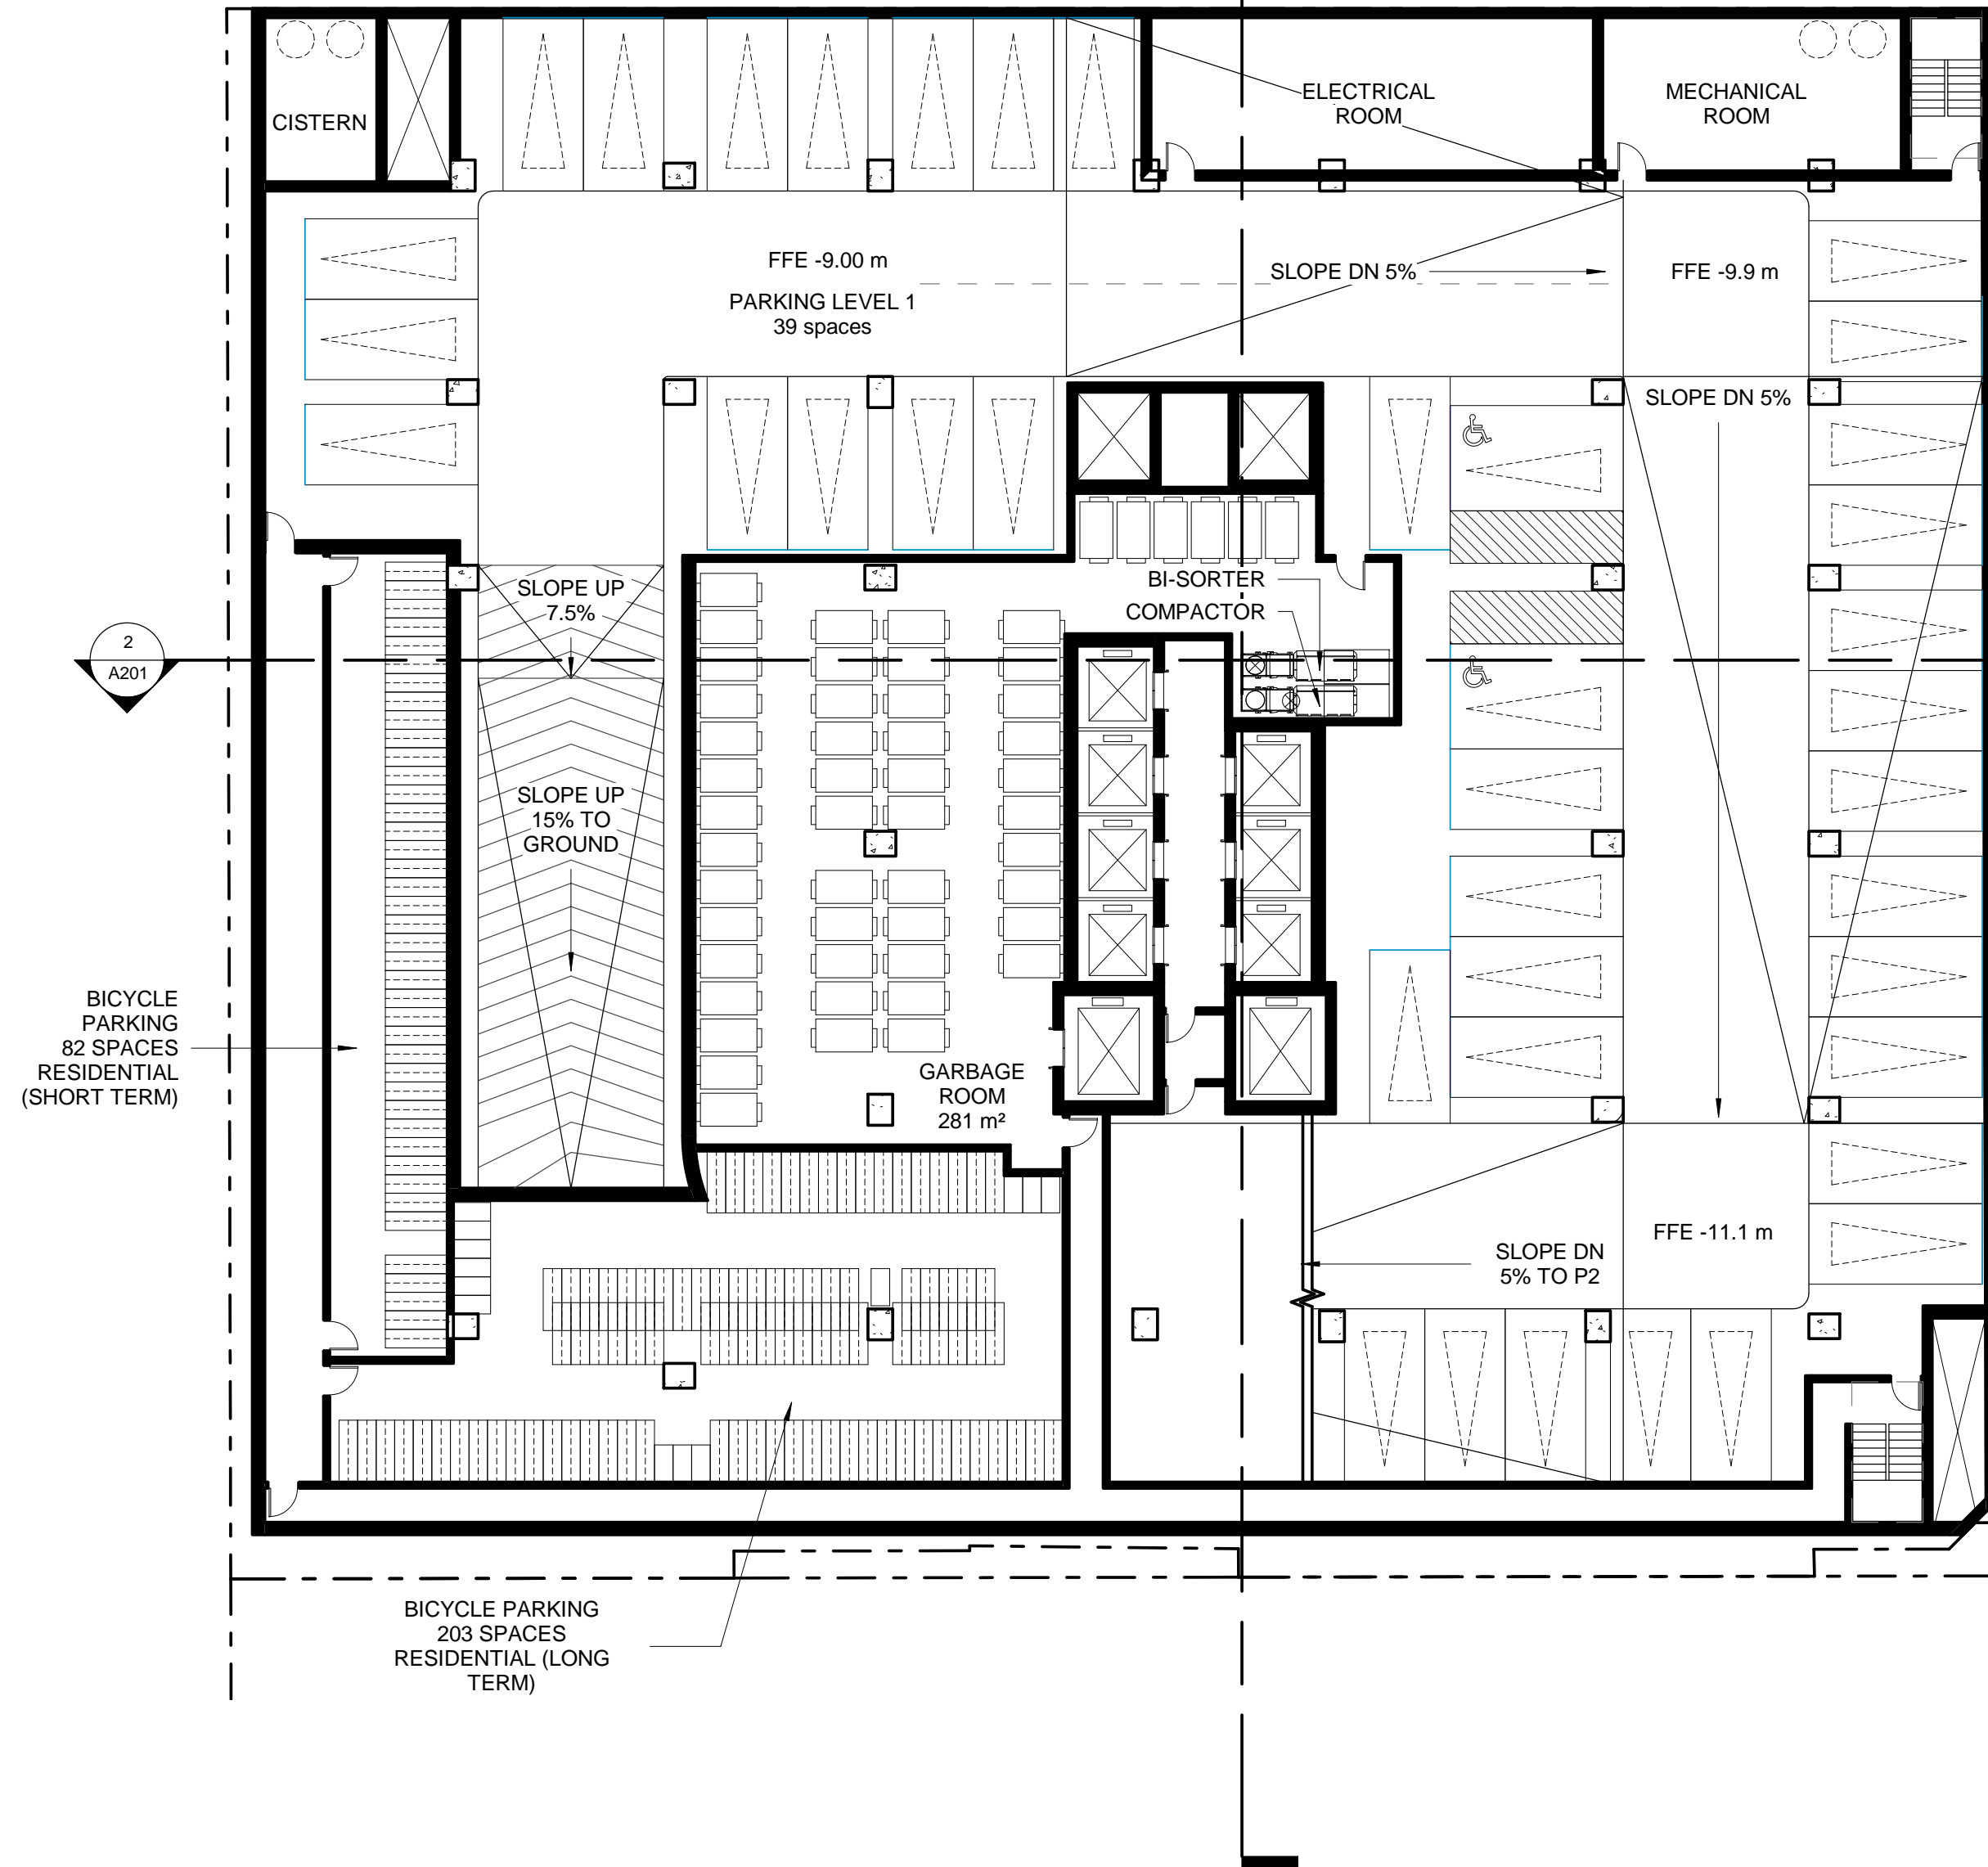 CISTERN
ELECTRICAL
ROOM
MECHANICAL
ROOM
FFE -9.00 m
PARKING LEVEL 1
39 spaces
SLOPE DN 5%
FFE -9.9 m
SLOPE DN 5%
SLOPE UP
7.5%
BI-SORTER
COMPACTOR
2
A201
SLOPE UP
15% TO
GROUND
BICYCLE
PARKING
82 SPACES
RESIDENTIAL
(SHORT TERM)
GARBAGE
ROOM
281 m²
FFE -11.1 m
SLOPE DN
5% TO P2
BICYCLE PARKING
203 SPACES
RESIDENTIAL (LONG
TERM)